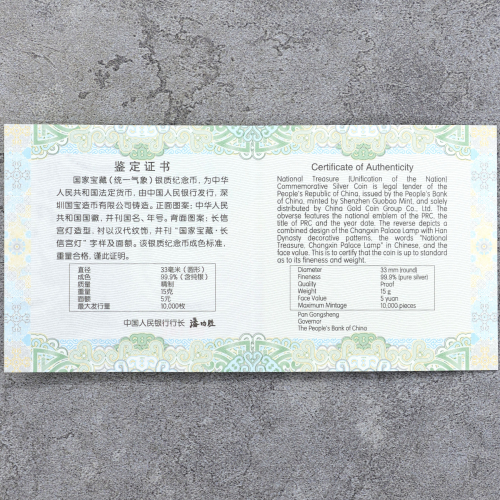 鉴定证书
国家宝藏（统一气象）银质纪念币，为中华
人民共和国法定货币，由中国人民银行发行，深
圳国宝造币有限公司铸造。正面图案：中华人民
共和国国徽，并刊国名、年号。背面图案：长信
宫灯造型，衬以汉代纹饰，并刊“国家宝藏·长
信宫灯”字样及面额。该银质纪念币成色标准，
重量合格，谨此证明。
直径 33毫米（圆形）
成色 99.9%（含纯银）
质量 精制
重量 15克
面额 5元
最大发行量 10,000枚
中国人民银行行长 潘功胜
Certificate of Authenticity
National Treasure (Unification of the Nation)
Commemorative Silver Coin is legal tender of the
People's Republic of China, issued by the People's Bank
of China, minted by Shenzhen Guobao Mint, and solely
distributed by China Gold Coin Group Co., Ltd. The
obverse features the national emblem of the PRC, the
title of the PRC and the year date. The reverse depicts a
combined design of the Changxin Palace Lamp with Han
Dynasty decorative patterns, the words "National
Treasure, Changxin Palace Lamp" in Chinese, and the
face value. This is to certify that the coin is up to standard
as to its fineness and weight.
Diameter 33 mm (round)
Fineness 99.9% (pure silver)
Quality Proof
Weight 15 g
Face Value 5 yuan
Maximum Mintage 10,000 pieces
Pan Gongsheng
Governor
The People's Bank of China